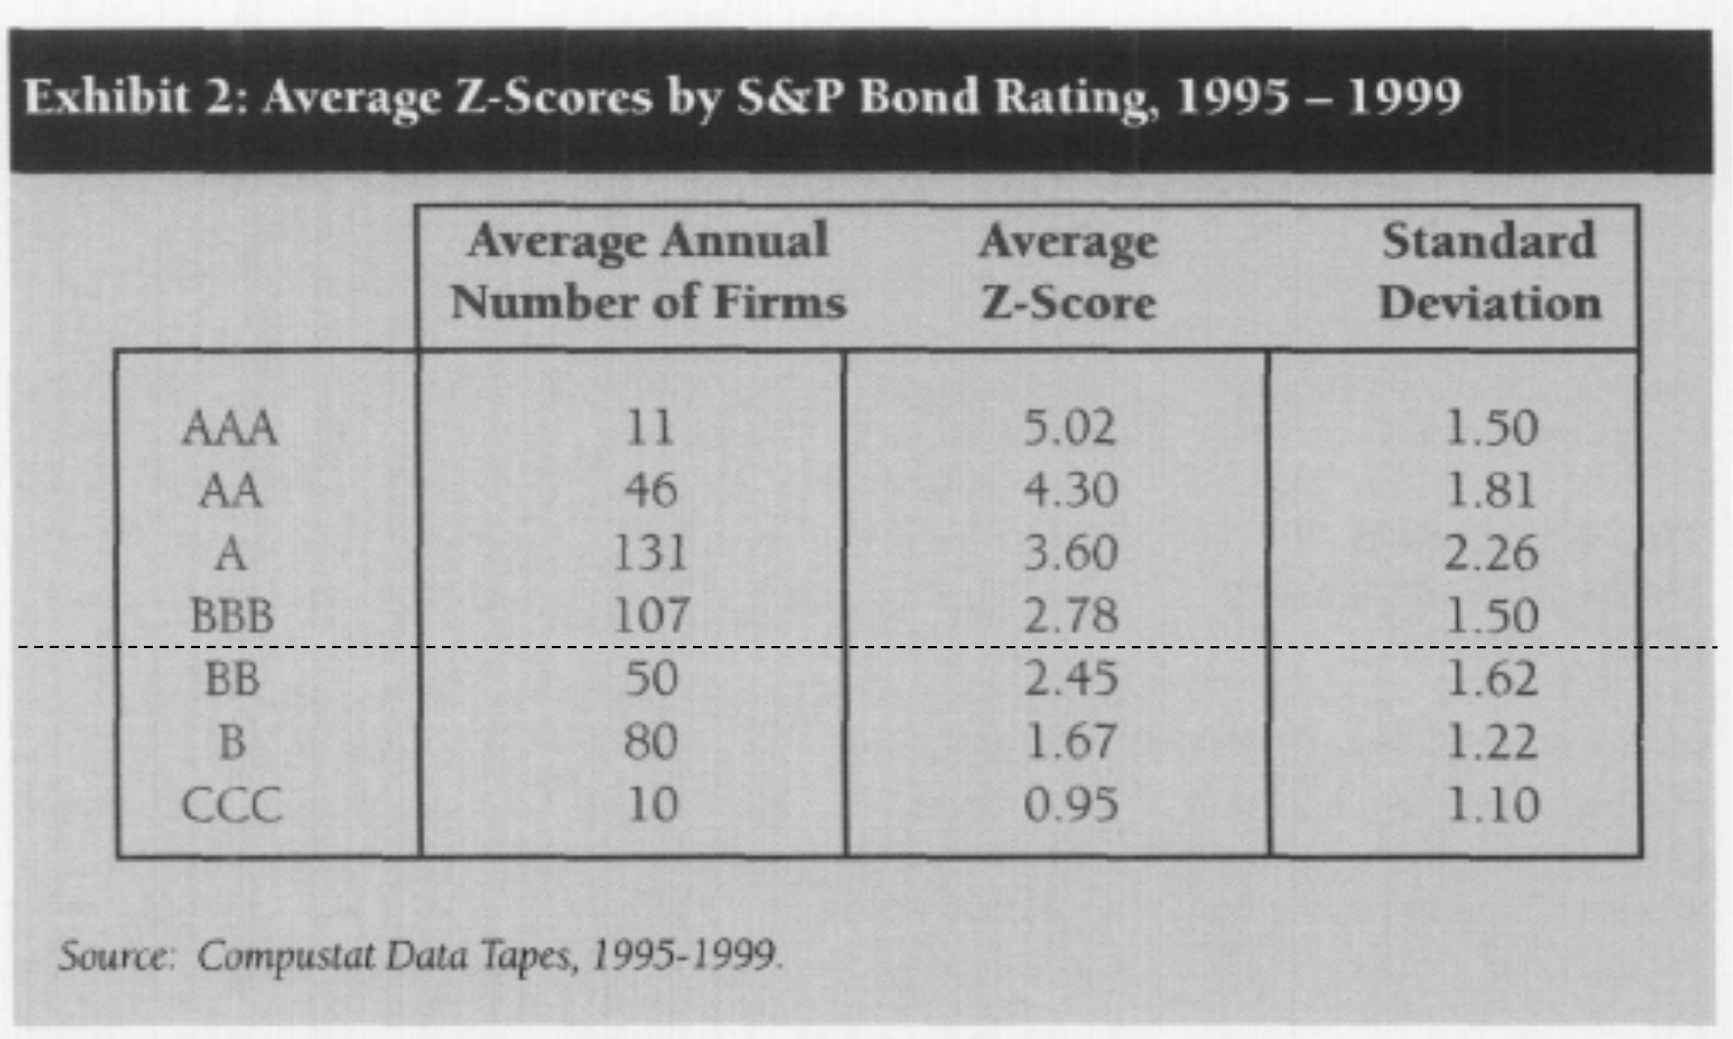 Exhibit 2: Average Z-Scores by S&P Bond Rating, 1995 – 1999
Average Annual Number of Firms Average Z-Score Standard Deviation
AAA 11 5.02 1.50
AA 46 4.30 1.81
A 131 3.60 2.26
BBB 107 2.78 1.50
BB 50 2.45 1.62
B 80 1.67 1.22
CCC 10 0.95 1.10
Source: Compustat Data Tapes, 1995-1999.